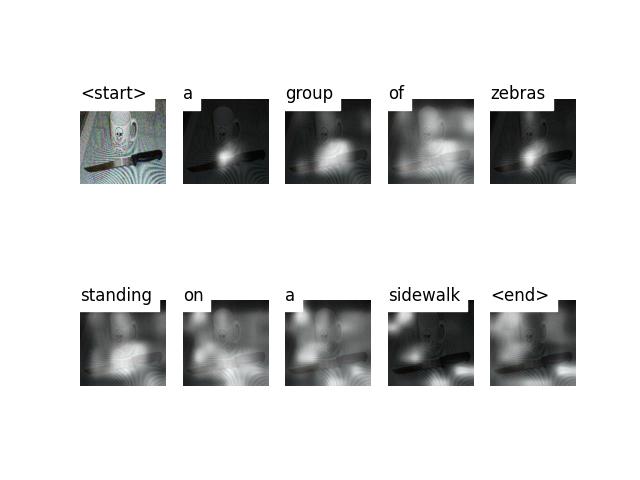 <start> a group of zebras
standing on a sidewalk <end>